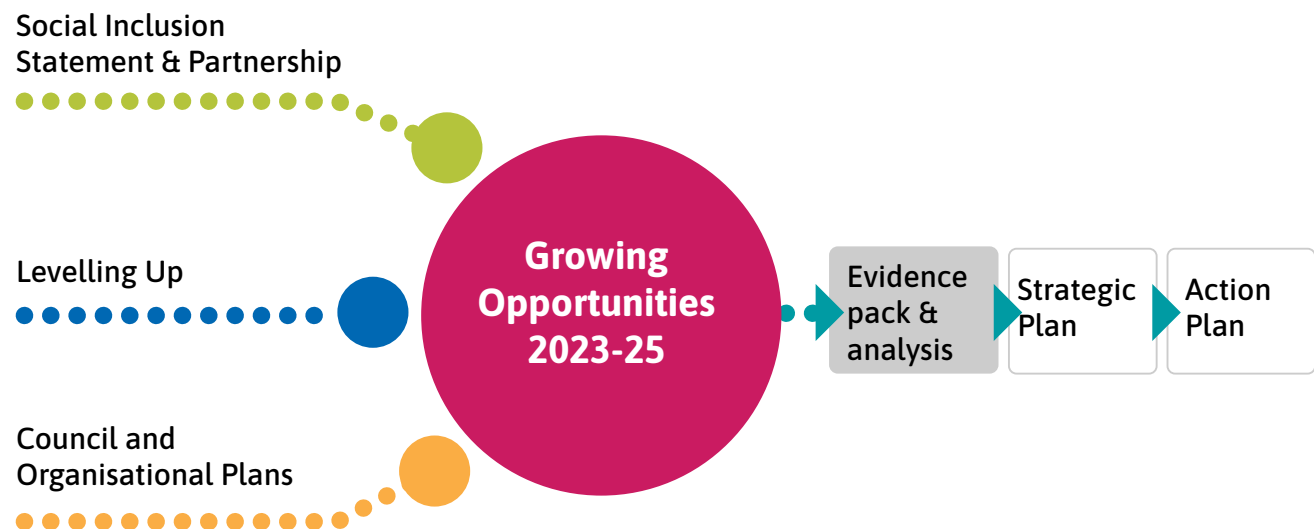 Social Inclusion
Statement & Partnership
Levelling Up
Council and
Organisational Plans
Growing
Opportunities
2023-25
Evidence
pack &
analysis
Strategic
Plan
Action
Plan